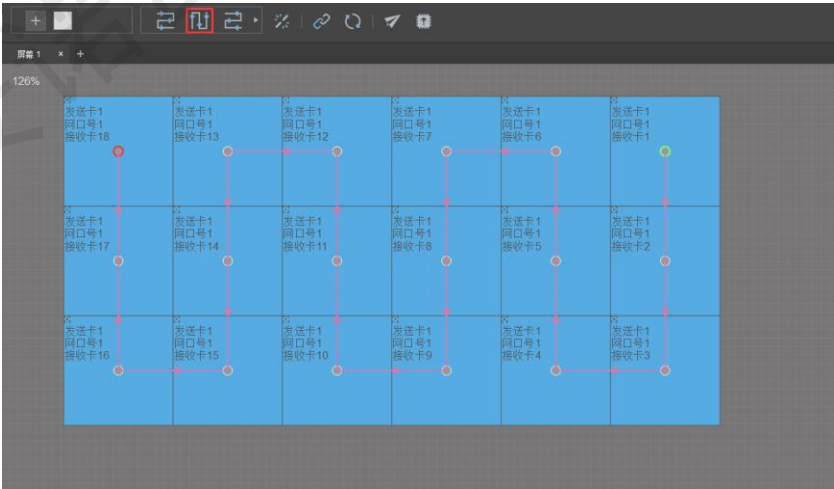 屏幕 1 × +
126%
发送卡1
网口号1
接收卡18
发送卡1
网口号1
接收卡13
发送卡1
网口号1
接收卡12
发送卡1
网口号1
接收卡7
发送卡1
网口号1
接收卡6
发送卡1
网口号1
接收卡1
发送卡1
网口号1
接收卡17
发送卡1
网口号1
接收卡14
发送卡1
网口号1
接收卡11
发送卡1
网口号1
接收卡8
发送卡1
网口号1
接收卡5
发送卡1
网口号1
接收卡2
发送卡1
网口号1
接收卡16
发送卡1
网口号1
接收卡15
发送卡1
网口号1
接收卡10
发送卡1
网口号1
接收卡9
发送卡1
网口号1
接收卡4
发送卡1
网口号1
接收卡3